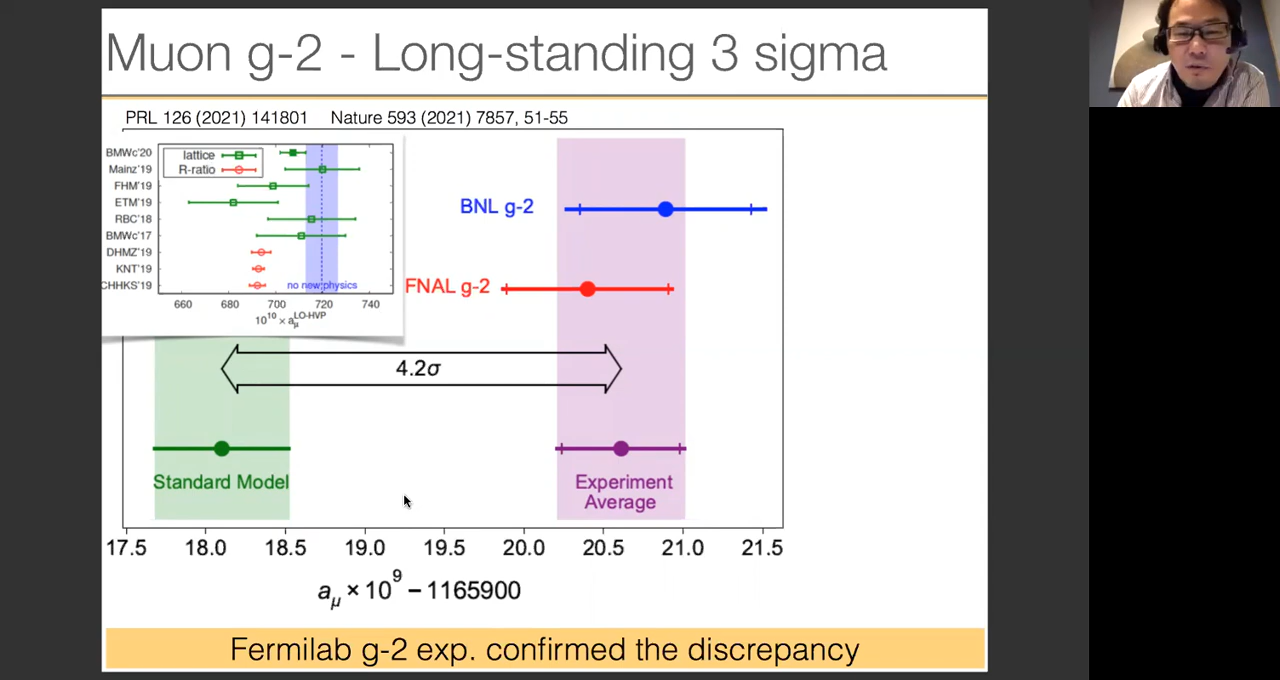 Muon g-2 - Long-standing 3 sigma
PRL 126 (2021) 141801 Nature 593 (2021) 7857, 51-55
BMWc'20
Mainz'19
FHM'19
ETM'19
RBC'18
BMWc'17
DHMZ'19
KNT'19
CHHKS'19
lattice
R-ratio
no new physics
660 680 700 720 740
10¹⁰ × aμ^LO-HVP
BNL g-2
FNAL g-2
4.2σ
Standard Model
Experiment
Average
17.5 18.0 18.5 19.0 19.5 20.0 20.5 21.0 21.5
aμ × 10⁹ – 1165900
Fermilab g-2 exp. confirmed the discrepancy